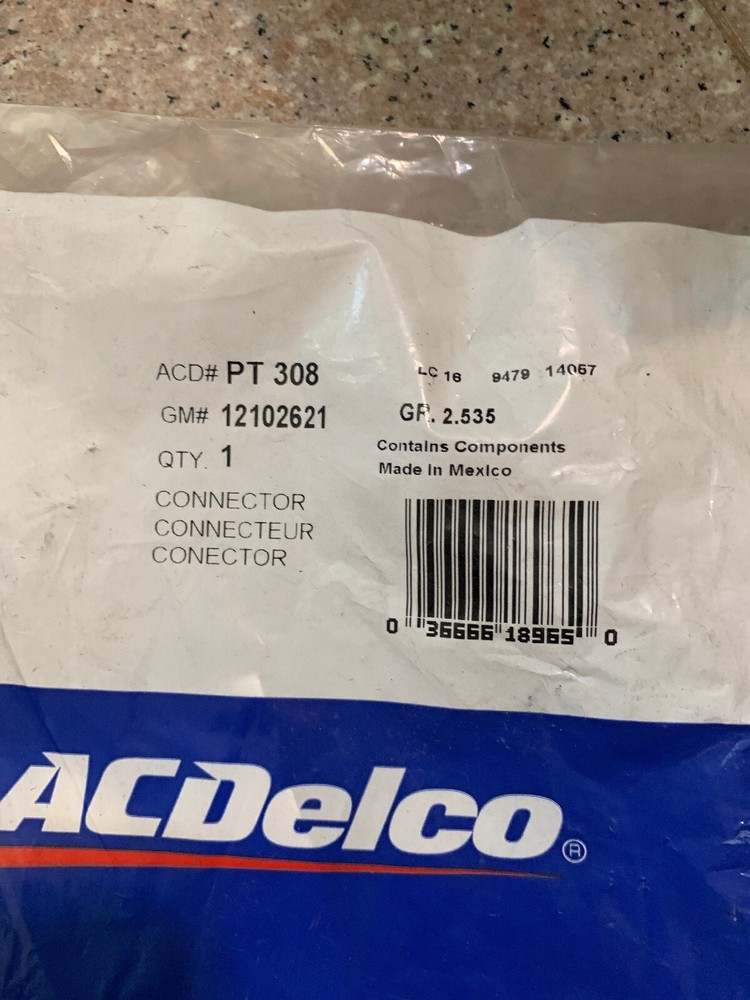 ACD# PT 308
GM# 12102621
QTY. 1
CONNECTOR
CONNECTEUR
CONECTOR
LC 16 9479 14067
GR. 2.535
Contains Components
Made in Mexico
0 36666 18965 0
ACDelco®